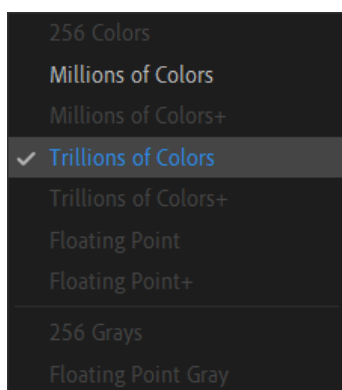 256 Colors
Millions of Colors
Millions of Colors+
Trillions of Colors
Trillions of Colors+
Floating Point
Floating Point+
256 Grays
Floating Point Gray